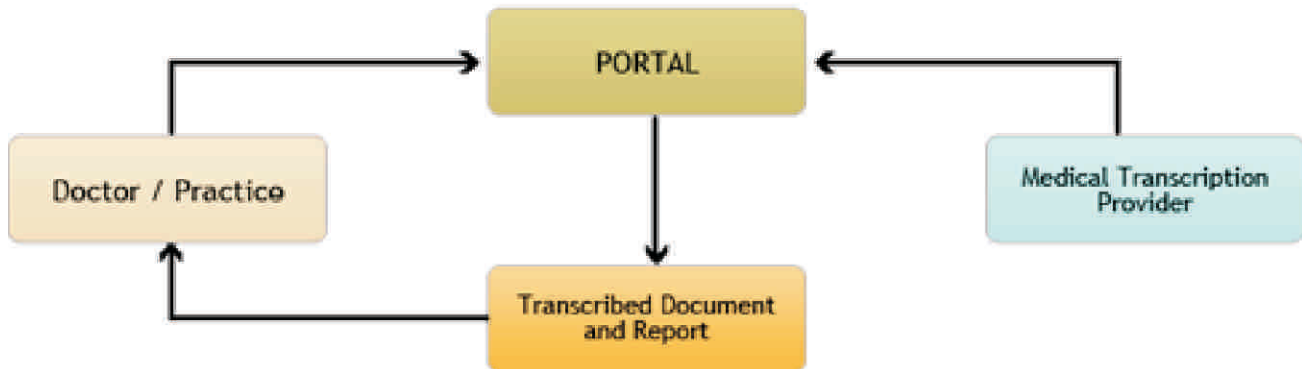 PORTAL
Doctor / Practice
Medical Transcription
Provider
Transcribed Document
and Report